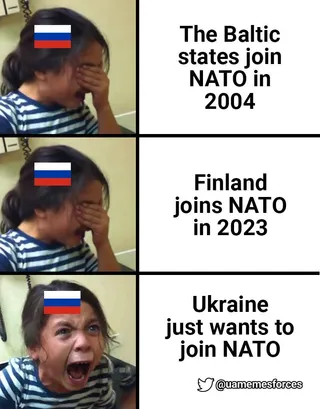 The Baltic
states join
NATO in
2004
Finland
joins NATO
in 2023
Ukraine
just wants to
join NATO
@uamemesforces